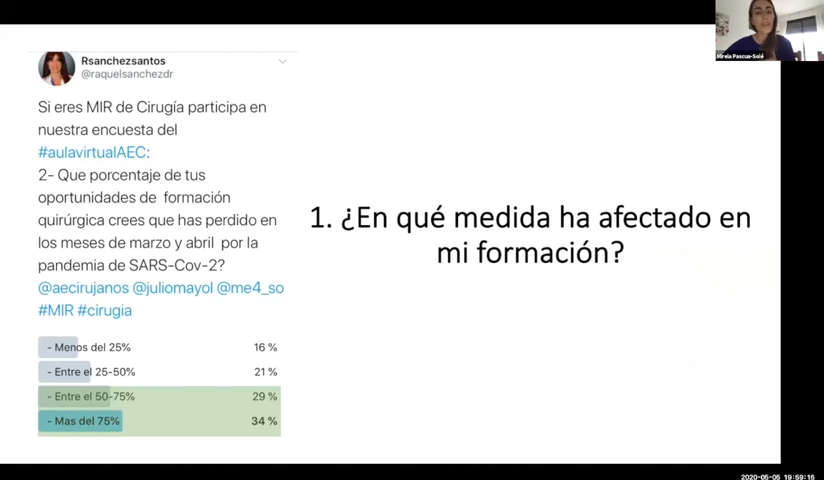 Rsanchezsantos
@raquelsanchezdr
Si eres MIR de Cirugía participa en
nuestra encuesta del
#aulavirtualAEC:
2- Que porcentaje de tus
oportunidades de formación
quirúrgica crees que has perdido en
los meses de marzo y abril por la
pandemia de SARS-Cov-2?
@aecirujanos @juliomayol @me4_so
#MIR #cirugia
- Menos del 25% 16 %
- Entre el 25-50% 21 %
- Entre el 50-75% 29 %
- Mas del 75% 34 %
1. ¿En qué medida ha afectado en
mi formación?
Mireia Pascua-Solé
2020-05-05 19:59:15